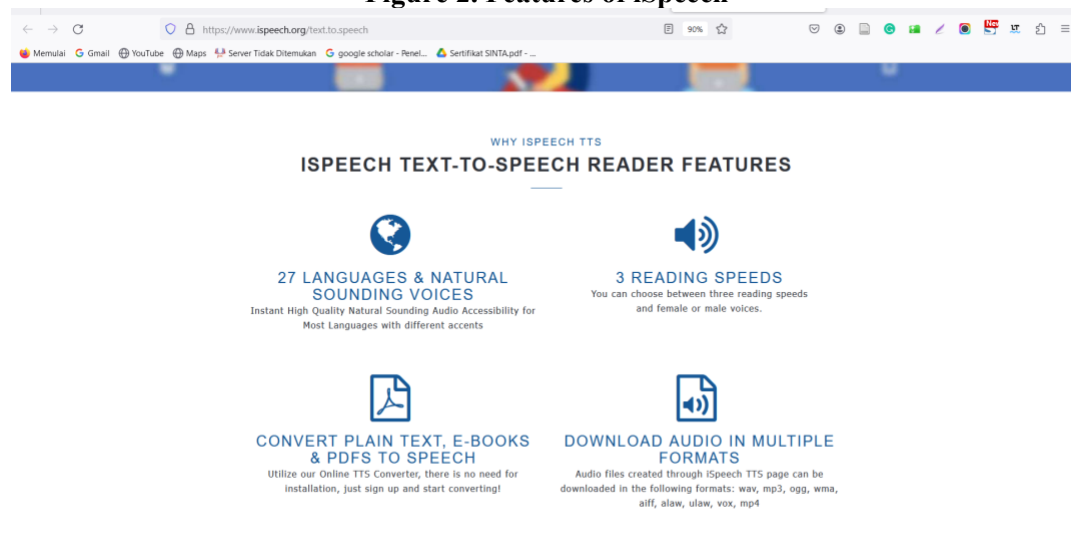 Figure 2. Features of iSpeech
https://www.ispeech.org/text.to.speech
90%
New
Memulai Gmail YouTube Maps Server Tidak Ditemukan google scholar - Penel... Sertifikat SINTA.pdf - ...
WHY ISPEECH TTS
ISPEECH TEXT-TO-SPEECH READER FEATURES
27 LANGUAGES & NATURAL
SOUNDING VOICES
Instant High Quality Natural Sounding Audio Accessibility for
Most Languages with different accents
3 READING SPEEDS
You can choose between three reading speeds
and female or male voices.
CONVERT PLAIN TEXT, E-BOOKS
& PDFS TO SPEECH
Utilize our Online TTS Converter, there is no need for
installation, just sign up and start converting!
DOWNLOAD AUDIO IN MULTIPLE
FORMATS
Audio files created through iSpeech TTS page can be
downloaded in the following formats: wav, mp3, ogg, wma,
aiff, alaw, ulaw, vox, mp4